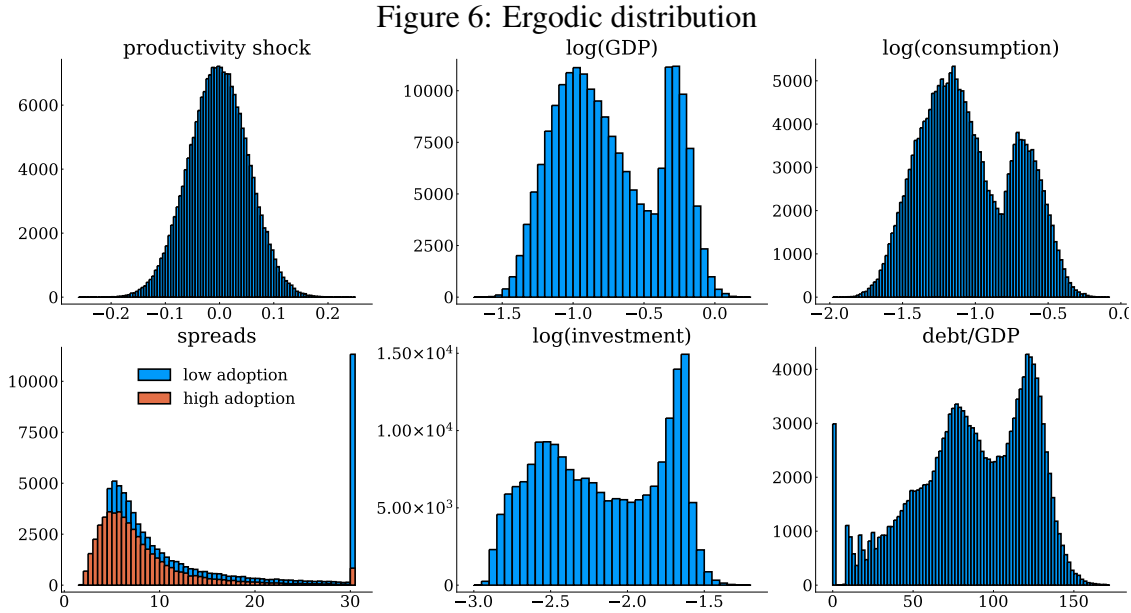 Figure 6: Ergodic distribution
productivity shock
6000
4000
2000
0
−0.2 −0.1 0.0 0.1 0.2
log(GDP)
10000
7500
5000
2500
0
−1.5 −1.0 −0.5 0.0
log(consumption)
5000
4000
3000
2000
1000
0
−2.0 −1.5 −1.0 −0.5 0.0
spreads
10000
7500
5000
2500
0
low adoption
high adoption
0 10 20 30
log(investment)
1.50×10⁴
1.00×10⁴
5.00×10³
0
−3.0 −2.5 −2.0 −1.5
debt/GDP
4000
3000
2000
1000
0
0 50 100 150